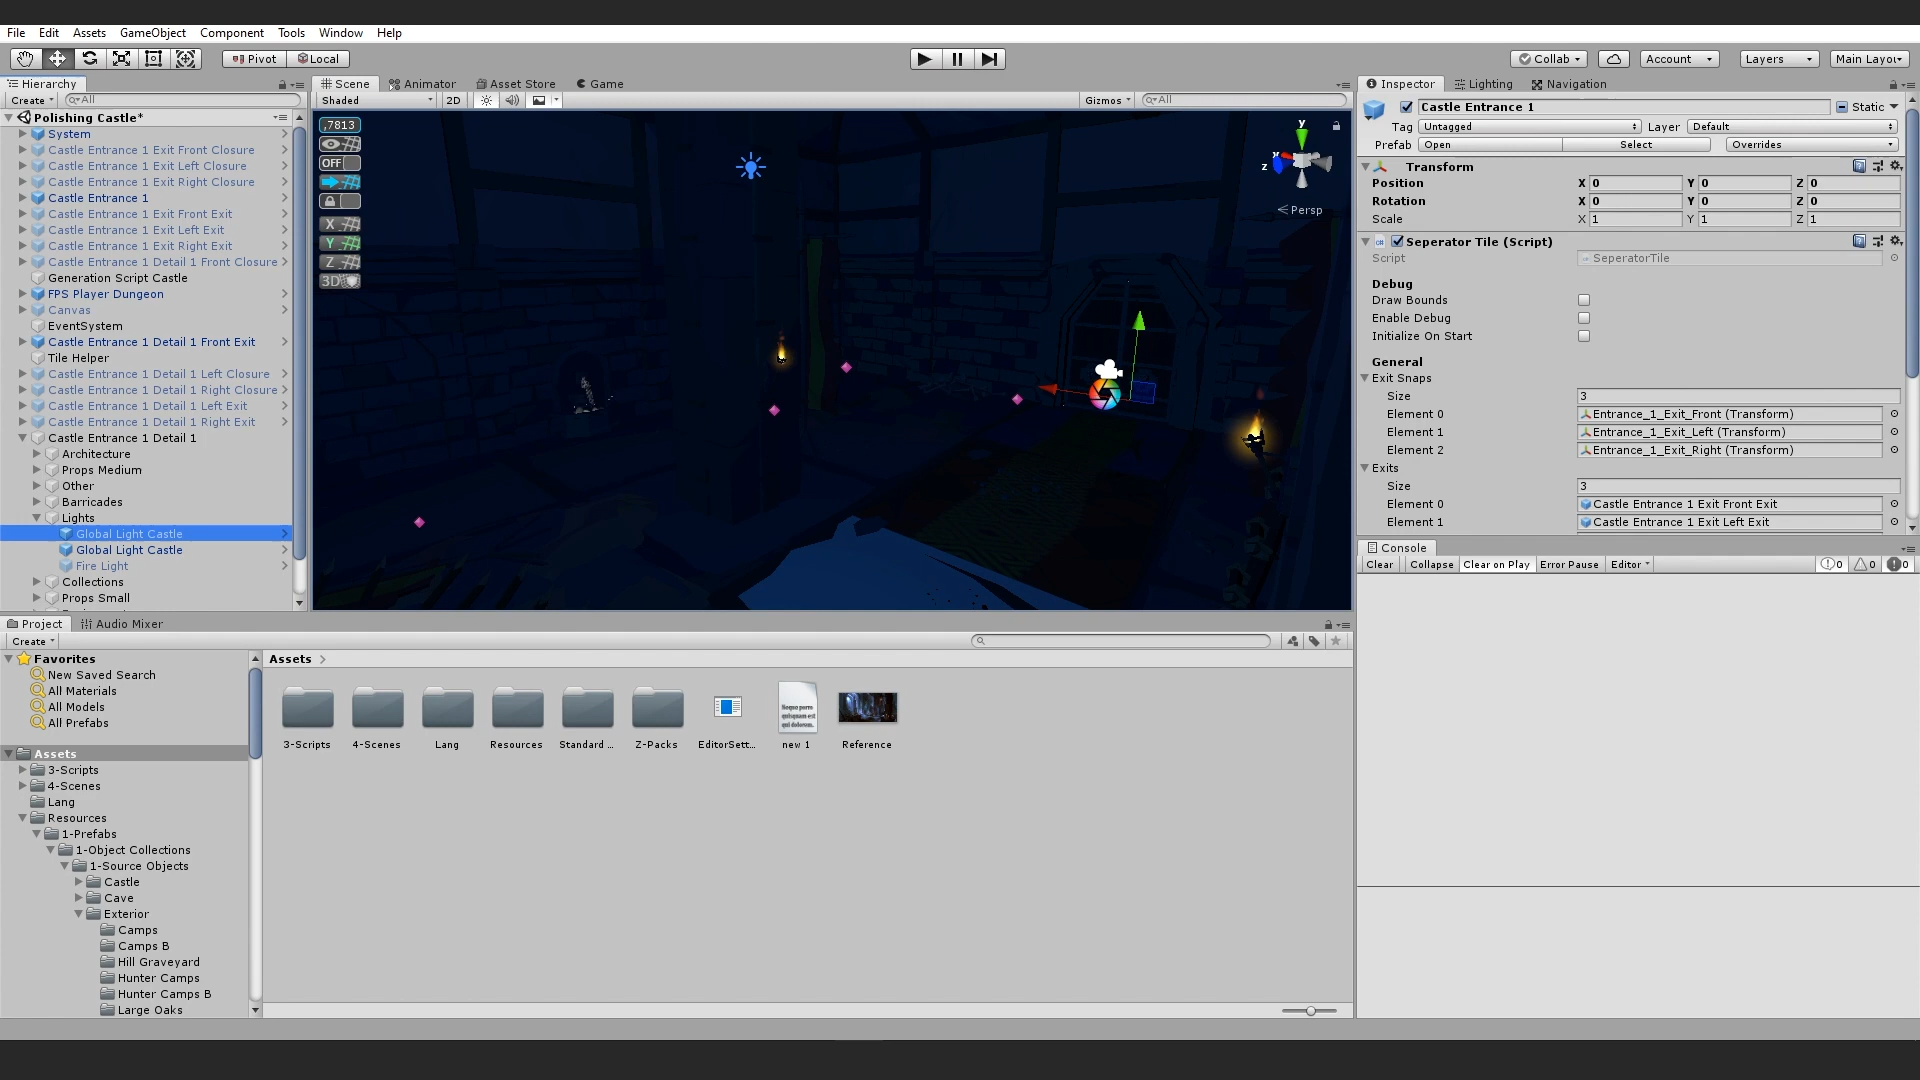 File Edit Assets GameObject Component Tools Window Help
Pivot Local Collab Account Layers Main Layou
Hierarchy Scene Animator Asset Store Game Inspector Lighting Navigation
Create All Shaded 2D Gizmos All
Castle Entrance 1 Static
Tag Untagged Layer Default
Prefab Open Select Overrides
Polishing Castle*
System
Castle Entrance 1 Exit Front Closure
Castle Entrance 1 Exit Left Closure
Castle Entrance 1 Exit Right Closure
Castle Entrance 1
Castle Entrance 1 Exit Front Exit
Castle Entrance 1 Exit Left Exit
Castle Entrance 1 Exit Right Exit
Castle Entrance 1 Detail 1 Front Closure
Generation Script Castle
FPS Player Dungeon
Canvas
EventSystem
Castle Entrance 1 Detail 1 Front Exit
Tile Helper
Castle Entrance 1 Detail 1 Left Closure
Castle Entrance 1 Detail 1 Right Closure
Castle Entrance 1 Detail 1 Left Exit
Castle Entrance 1 Detail 1 Right Exit
Castle Entrance 1 Detail 1
Architecture
Props Medium
Other
Barricades
Lights
Global Light Castle
Global Light Castle
Fire Light
Collections
Props Small
,7813
OFF
X
Y
Z
3D
y
x
z
Persp
Transform
Position X 0 Y 0 Z 0
Rotation X 0 Y 0 Z 0
Scale X 1 Y 1 Z 1
Seperator Tile (Script)
Script SeperatorTile
Debug
Draw Bounds
Enable Debug
Initialize On Start
General
Exit Snaps
Size 3
Element 0 Entrance_1_Exit_Front (Transform)
Element 1 Entrance_1_Exit_Left (Transform)
Element 2 Entrance_1_Exit_Right (Transform)
Exits
Size 3
Element 0 Castle Entrance 1 Exit Front Exit
Element 1 Castle Entrance 1 Exit Left Exit
Console
Clear Collapse Clear on Play Error Pause Editor 0 0 0
Project Audio Mixer
Create
Favorites
New Saved Search
All Materials
All Models
All Prefabs
Assets
3-Scripts
4-Scenes
Lang
Resources
1-Prefabs
1-Object Collections
1-Source Objects
Castle
Cave
Exterior
Camps
Camps B
Hill Graveyard
Hunter Camps
Hunter Camps B
Large Oaks
Assets
3-Scripts 4-Scenes Lang Resources Standard ... Z-Packs EditorSett... new 1 Reference